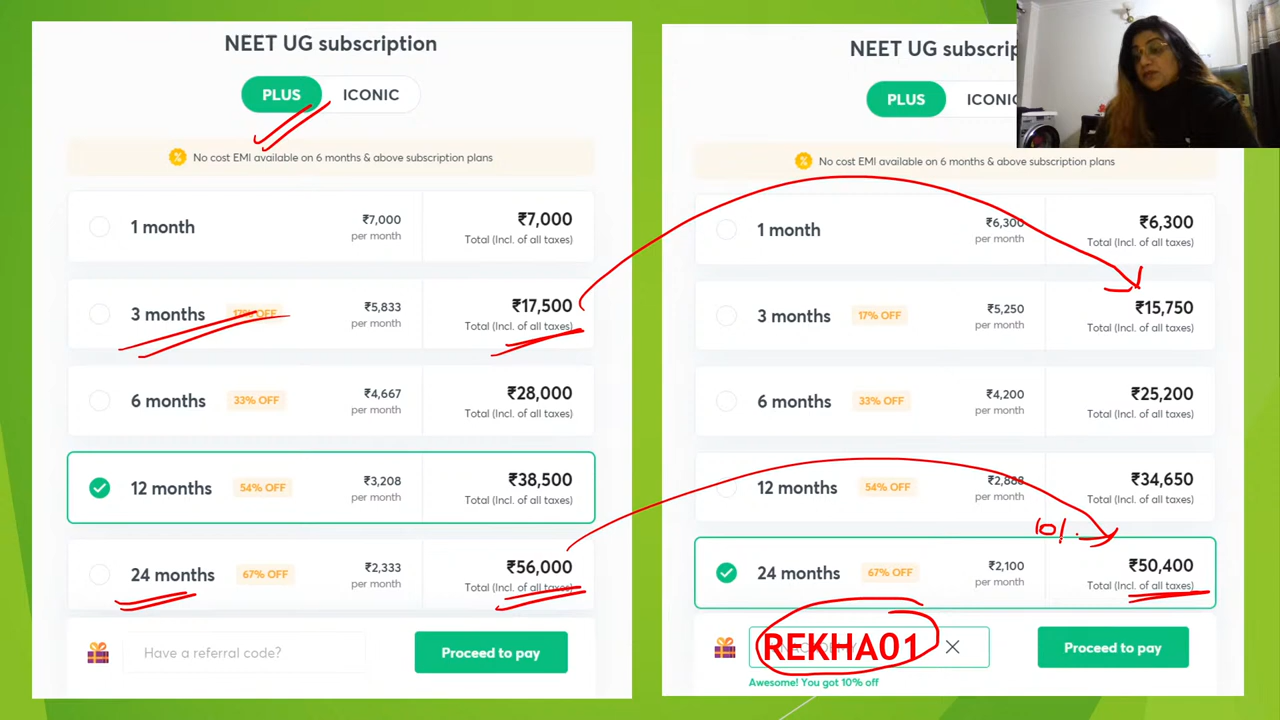 NEET UG subscription
PLUS ICONIC
No cost EMI available on 6 months & above subscription plans
1 month ₹7,000 per month ₹7,000 Total (Incl. of all taxes)
3 months 17% OFF ₹5,833 per month ₹17,500 Total (Incl. of all taxes)
6 months 33% OFF ₹4,667 per month ₹28,000 Total (Incl. of all taxes)
12 months 54% OFF ₹3,208 per month ₹38,500 Total (Incl. of all taxes)
24 months 67% OFF ₹2,333 per month ₹56,000 Total (Incl. of all taxes)
Have a referral code? Proceed to pay
NEET UG
PLUS ICONIC
No cost EMI available on 6 months & above subscription plans
1 month ₹6,300 per month ₹6,300 Total (Incl. of all taxes)
3 months 17% OFF ₹5,250 per month ₹15,750 Total (Incl. of all taxes)
6 months 33% OFF ₹4,200 per month ₹25,200 Total (Incl. of all taxes)
12 months 54% OFF per month ₹34,650 Total (Incl. of all taxes)
10%
24 months 67% OFF ₹2,100 per month ₹50,400 Total (Incl. of all taxes)
REKHA01 Proceed to pay
Awesome! You got 10% off